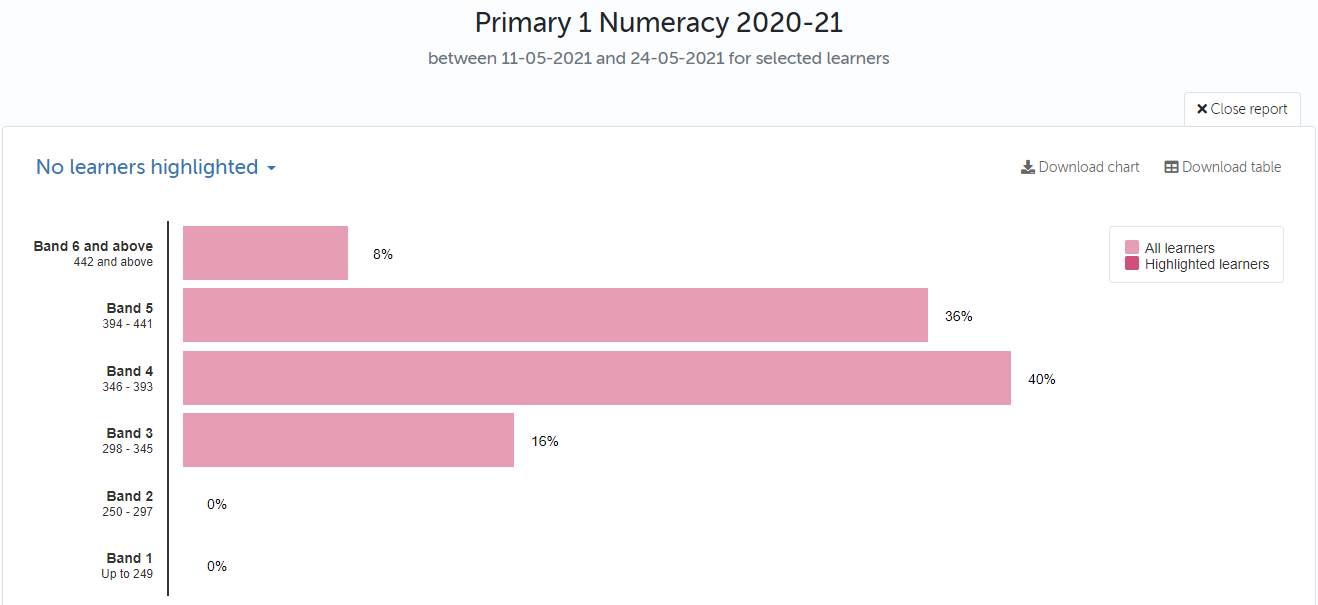 Primary 1 Numeracy 2020-21
between 11-05-2021 and 24-05-2021 for selected learners
Close report
No learners highlighted
Download chart
Download table
Band 6 and above
442 and above
8%
All learners
Highlighted learners
Band 5
394 - 441
36%
Band 4
346 - 393
40%
Band 3
298 - 345
16%
Band 2
250 - 297
0%
Band 1
Up to 249
0%